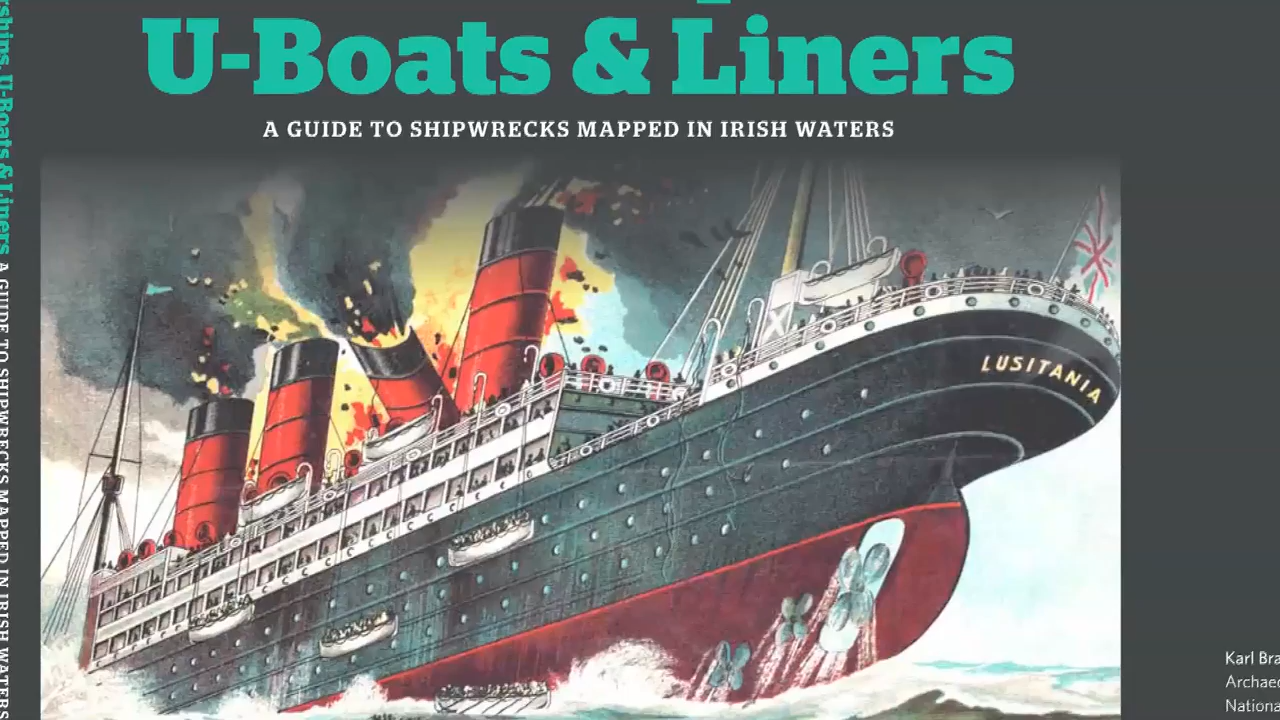 U-Boats & Liners
A GUIDE TO SHIPWRECKS MAPPED IN IRISH WATERS
LUSITANIA
U-Boats & Liners A GUIDE TO SHIPWRECKS MAPPED IN IRISH WATERS
Karl